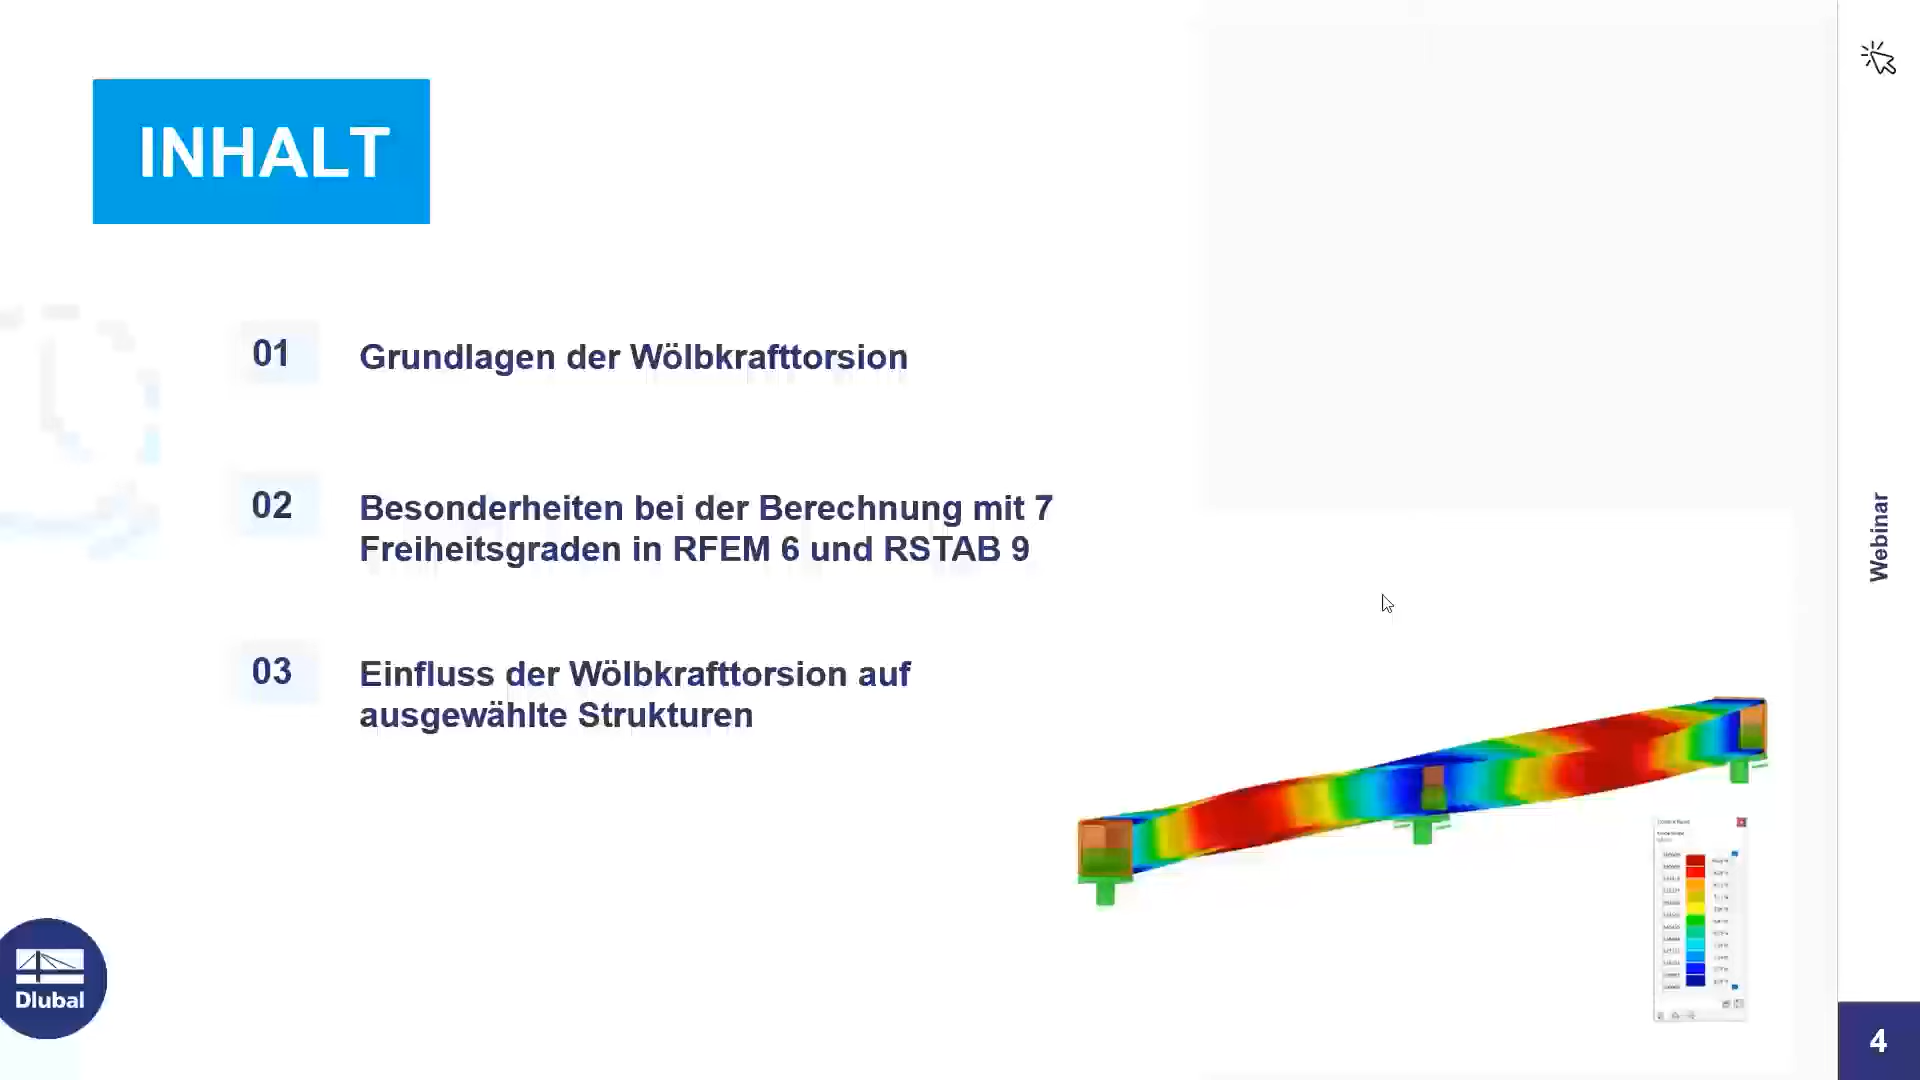 INHALT
01
Grundlagen der Wölbkrafttorsion
02
Besonderheiten bei der Berechnung mit 7
Freiheitsgraden in RFEM 6 und RSTAB 9
03
Einfluss der Wölbkrafttorsion auf
ausgewählte Strukturen
Webinar
Dlubal
4